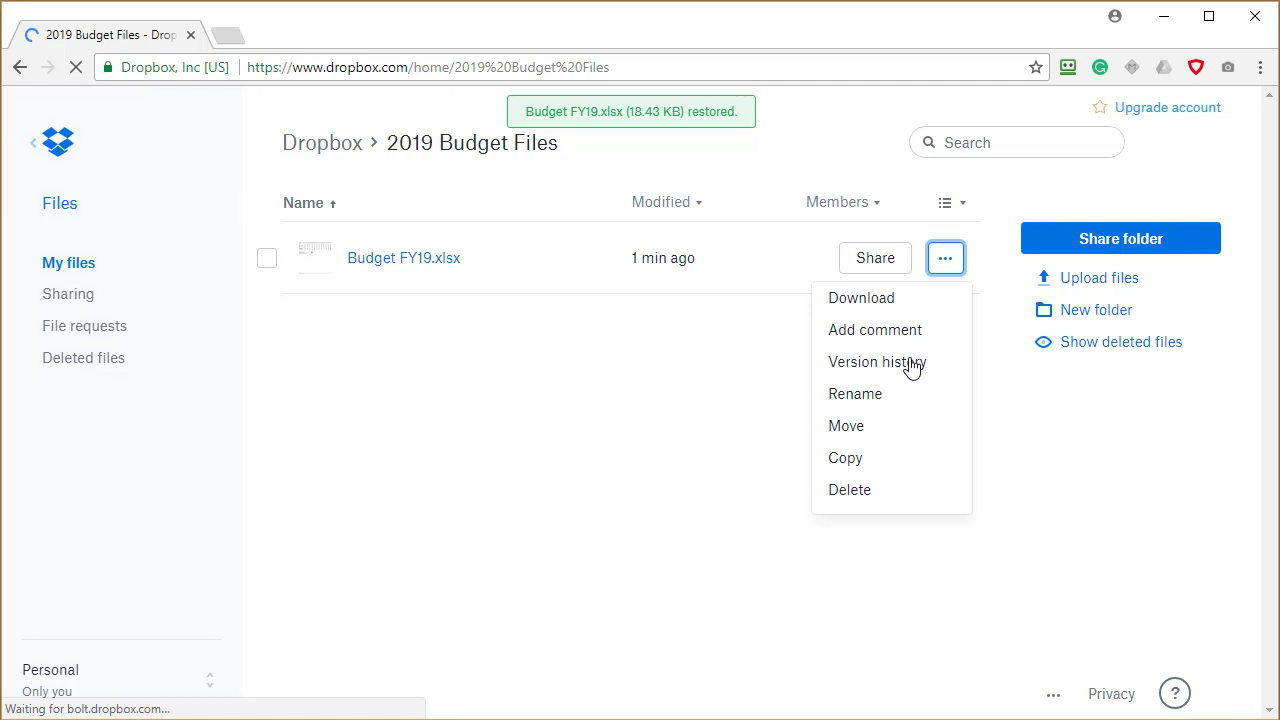 2019 Budget Files - Drop
Dropbox, Inc [US]
https://www.dropbox.com/home/2019%20Budget%20Files
Budget FY19.xlsx (18.43 KB) restored.
Upgrade account
Dropbox › 2019 Budget Files
Search
Files
Name
Modified
Members
Share folder
My files
Budget FY19.xlsx
1 min ago
Share
Upload files
Sharing
Download
New folder
File requests
Add comment
Show deleted files
Deleted files
Version history
Rename
Move
Copy
Delete
Personal
Only you
Privacy
?
Waiting for bolt.dropbox.com...